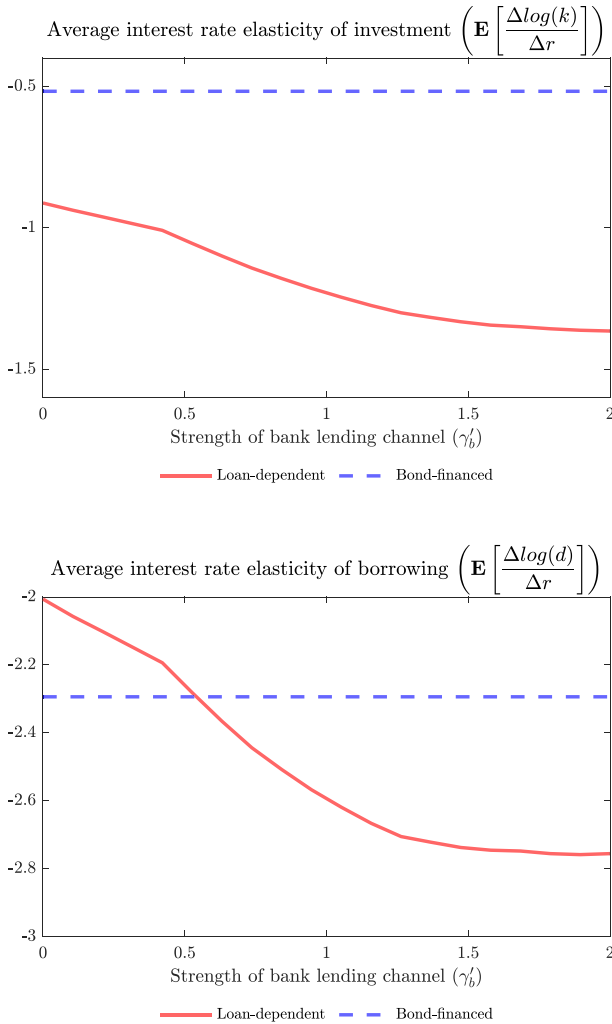 Average interest rate elasticity of investment (E[Δlog(k)/Δr])
-0.5
-1
-1.5
0 0.5 1 1.5 2
Strength of bank lending channel (γ′_b)
Loan-dependent Bond-financed
Average interest rate elasticity of borrowing (E[Δlog(d)/Δr])
-2
-2.2
-2.4
-2.6
-2.8
-3
0 0.5 1 1.5 2
Strength of bank lending channel (γ′_b)
Loan-dependent Bond-financed